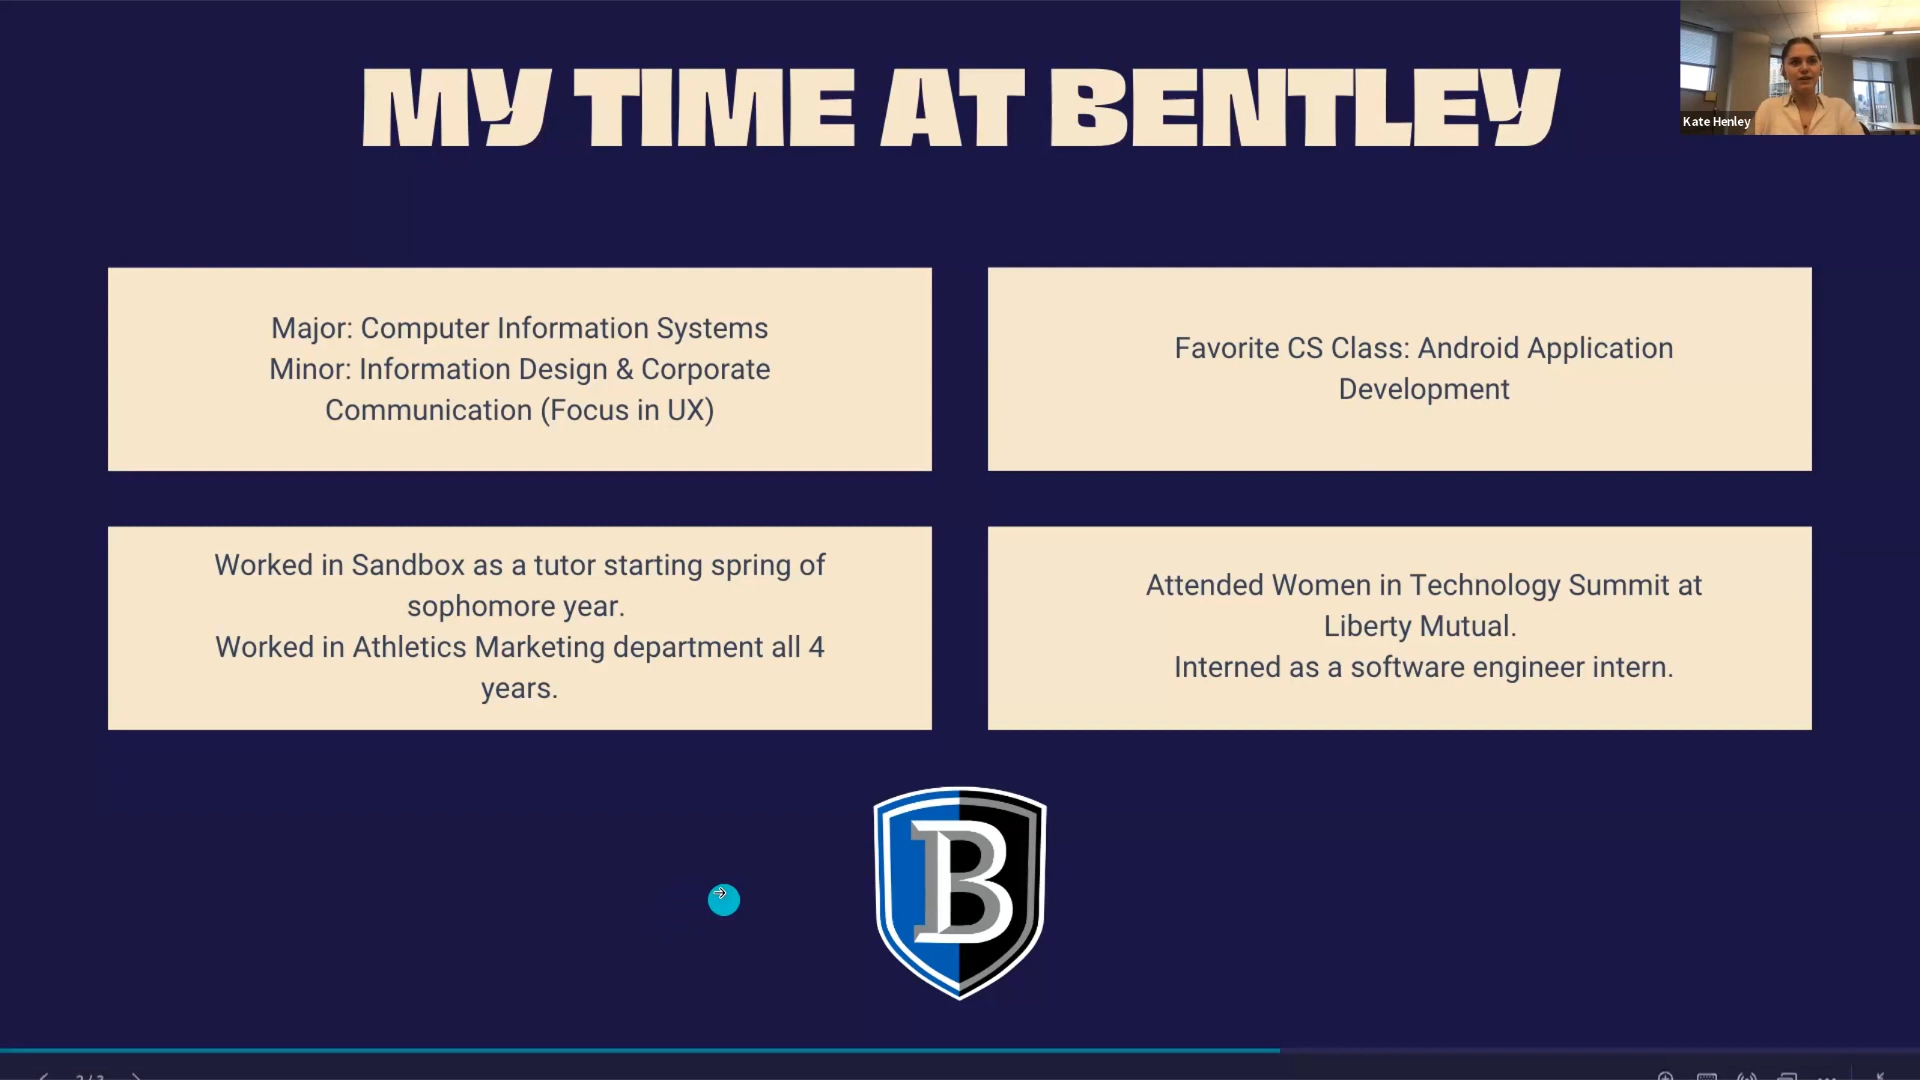 MY TIME AT BENTLEY
Kate Henley
Major: Computer Information Systems
Minor: Information Design & Corporate
Communication (Focus in UX)
Favorite CS Class: Android Application
Development
Worked in Sandbox as a tutor starting spring of
sophomore year.
Worked in Athletics Marketing department all 4
years.
Attended Women in Technology Summit at
Liberty Mutual.
Interned as a software engineer intern.
B
2/3